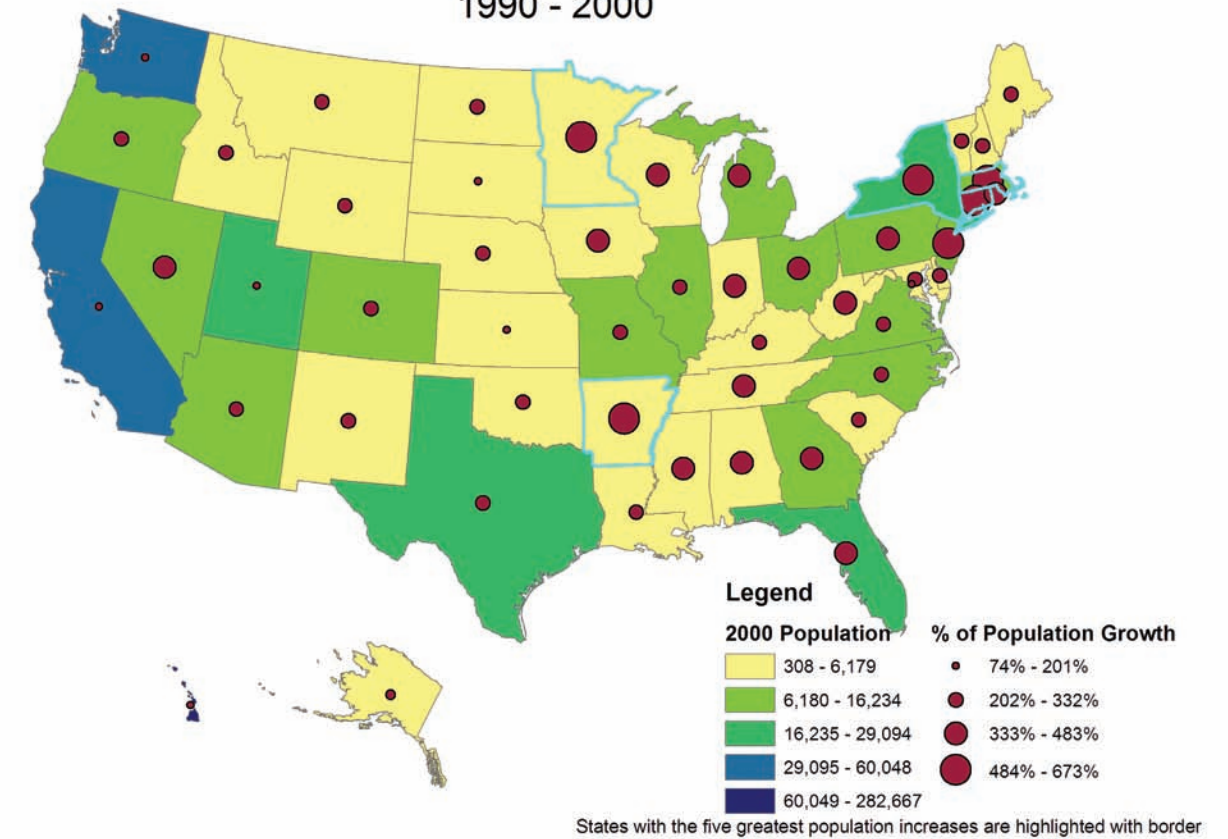 1990 - 2000
Legend
2000 Population
308 - 6,179
6,180 - 16,234
16,235 - 29,094
29,095 - 60,048
60,049 - 282,667
% of Population Growth
74% - 201%
202% - 332%
333% - 483%
484% - 673%
States with the five greatest population increases are highlighted with border